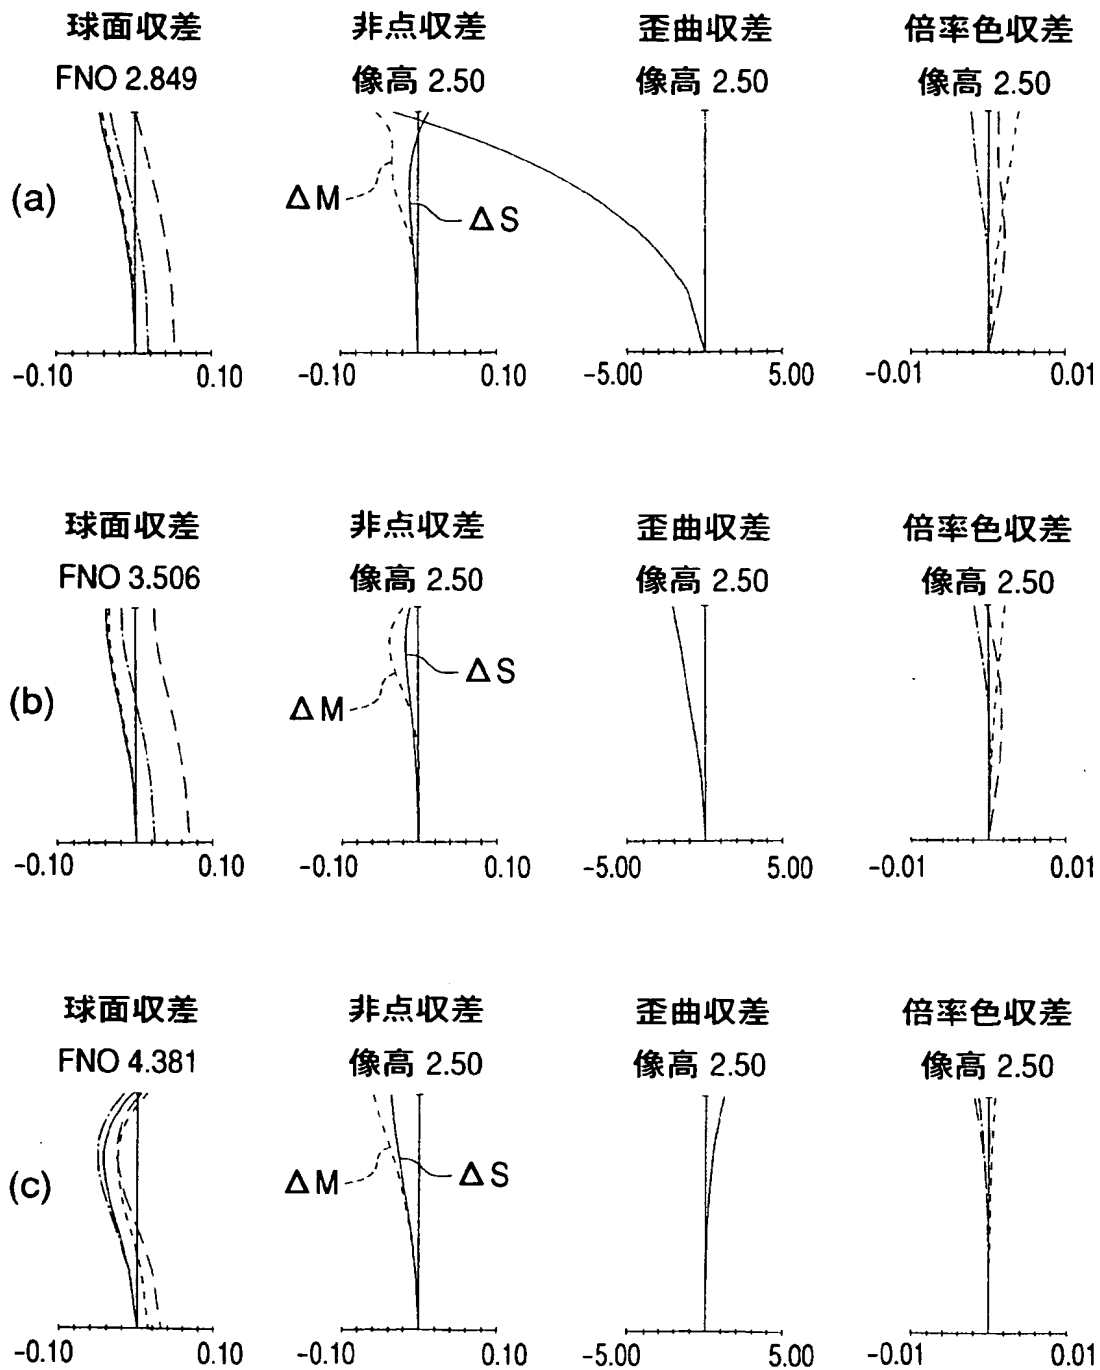 球面収差 非点収差 歪曲収差 倍率色収差
FNO 2.849 像高 2.50 像高 2.50 像高 2.50
(a)
ΔM
ΔS
-0.10 0.10 -0.10 0.10 -5.00 5.00 -0.01 0.01
球面収差 非点収差 歪曲収差 倍率色収差
FNO 3.506 像高 2.50 像高 2.50 像高 2.50
(b)
ΔS
ΔM
-0.10 0.10 -0.10 0.10 -5.00 5.00 -0.01 0.01
球面収差 非点収差 歪曲収差 倍率色収差
FNO 4.381 像高 2.50 像高 2.50 像高 2.50
(c)
ΔM
ΔS
-0.10 0.10 -0.10 0.10 -5.00 5.00 -0.01 0.01